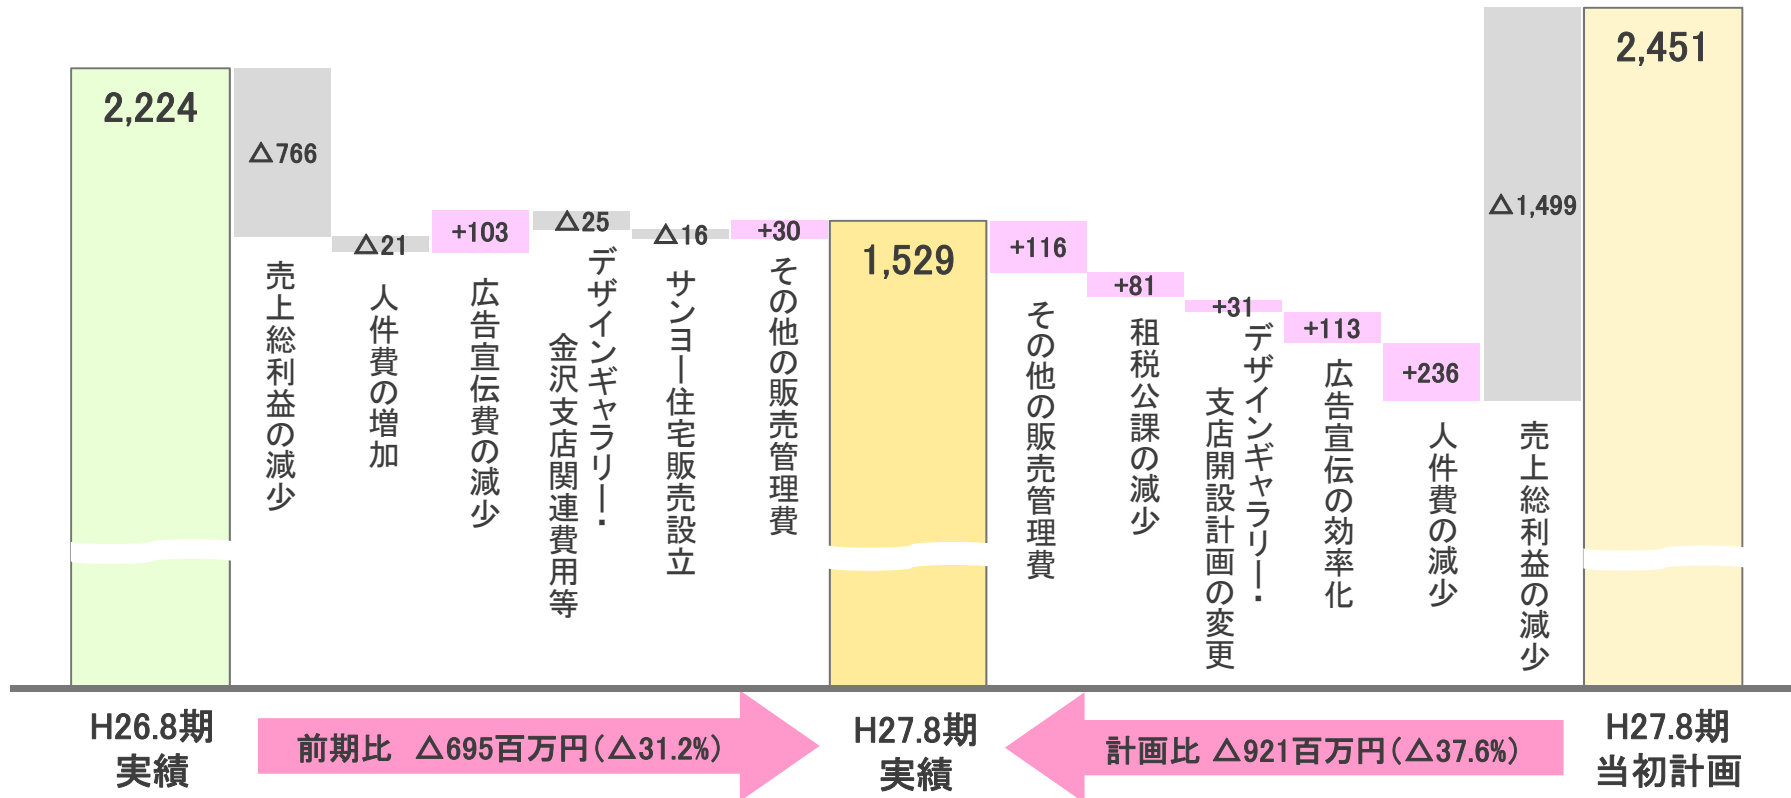 2,224
△766
売上総利益の減少
△21
人件費の増加
+103
広告宣伝費の減少
△25
デザインギャラリー・
金沢支店関連費用等
△16
サンヨー住宅販売設立
+30
その他の販売管理費
1,529
+116
その他の販売管理費
+81
租税公課の減少
+31
デザインギャラリー・
支店開設計画の変更
+113
広告宣伝の効率化
+236
人件費の減少
△1,499
売上総利益の減少
2,451
H26.8期
実績
前期比 △695百万円(△31.2%)
H27.8期
実績
計画比 △921百万円(△37.6%)
H27.8期
当初計画